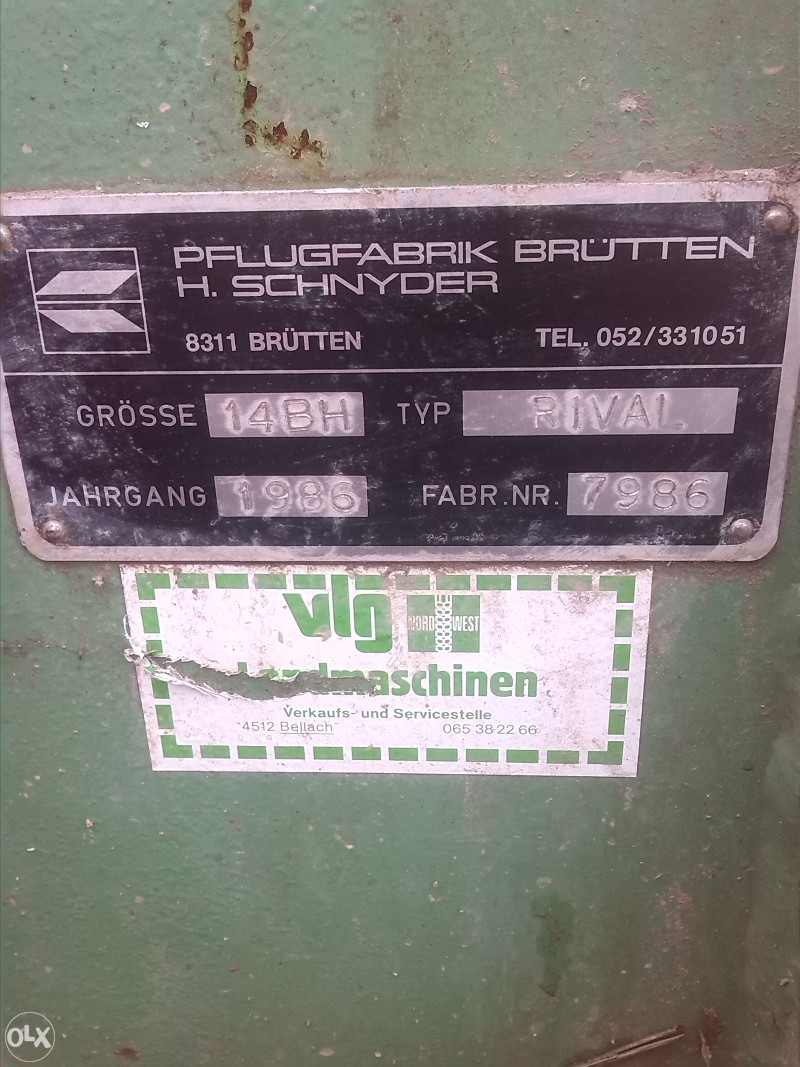 PFLUGFABRIK BRÜTTEN
H. SCHNYDER
8311 BRÜTTEN TEL. 052/331051
GRÖSSE 14BH TYP RIVAL
JAHRGANG 1986 FABR.NR. 7986
vlg NORD WEST
Landmaschinen
Verkaufs- und Servicestelle
4512 Bellach 065 38 22 66
OLX